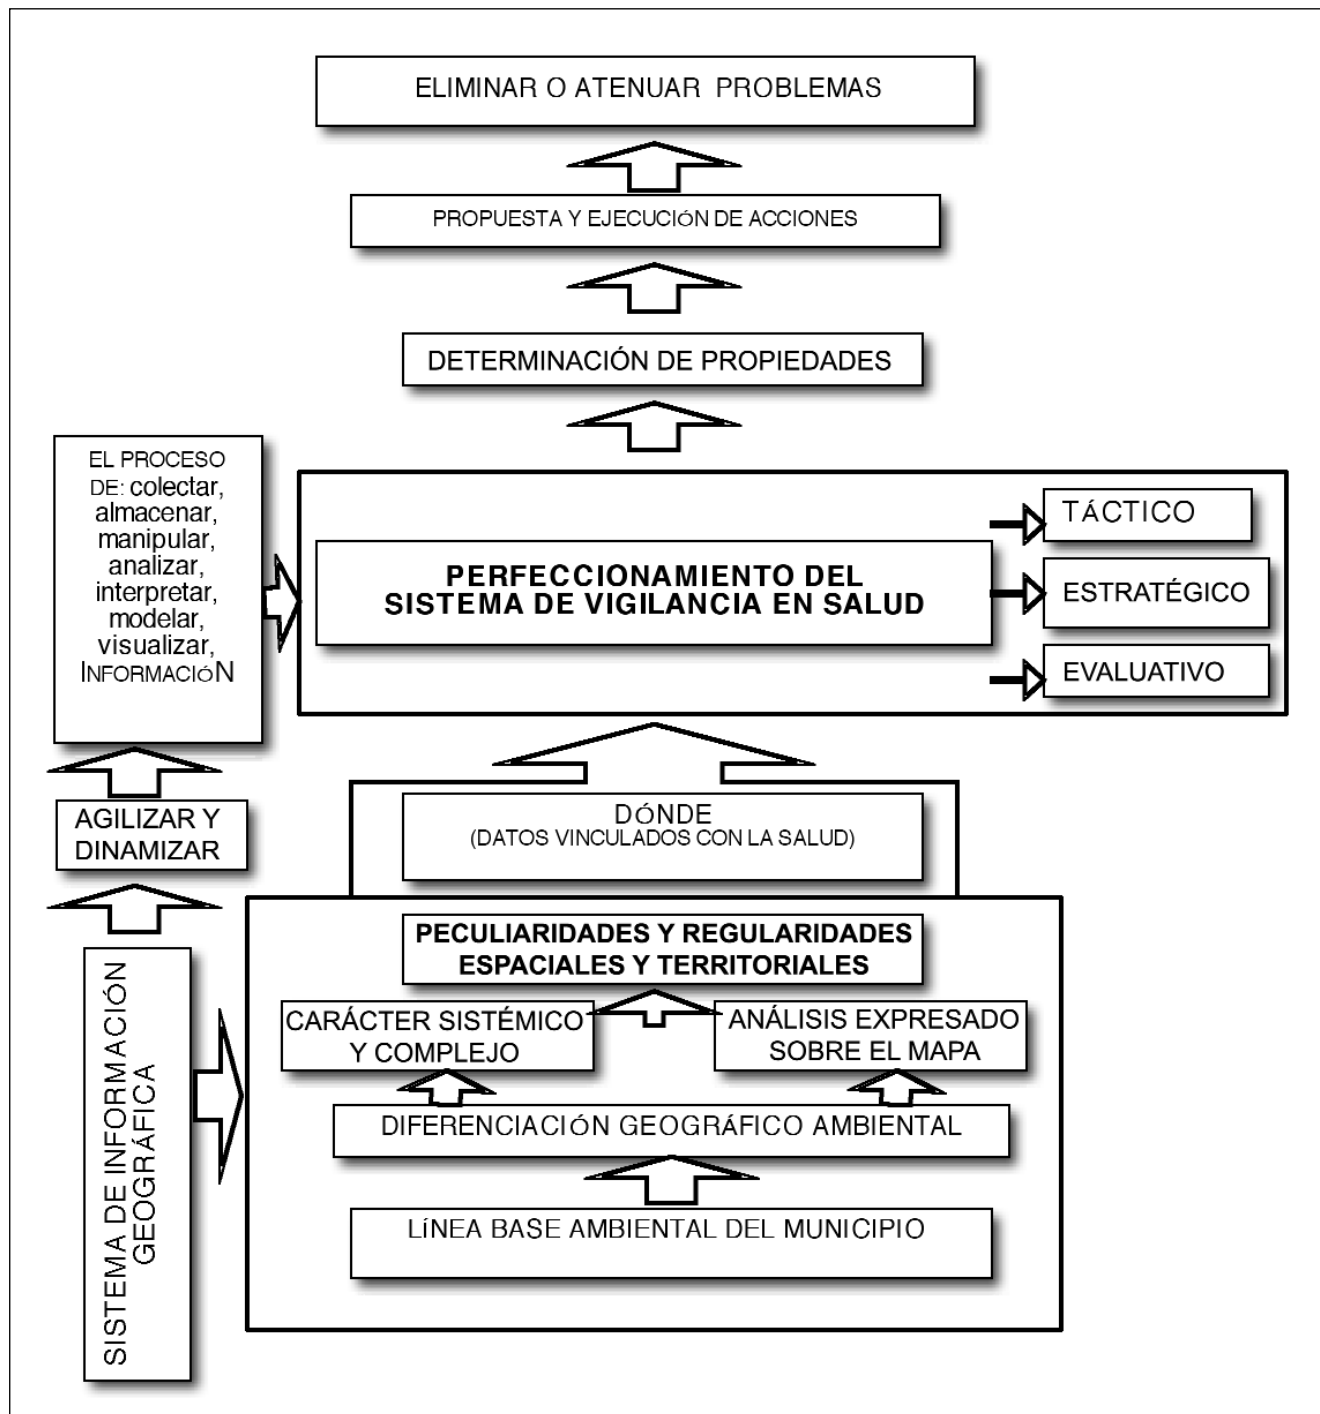 ELIMINAR O ATENUAR PROBLEMAS
PROPUESTA Y EJECUCIÓN DE ACCIONES
DETERMINACIÓN DE PROPIEDADES
EL PROCESO
DE: colectar,
almacenar,
manipular,
analizar,
interpretar,
modelar,
visualizar,
INFORMACIÓN
PERFECCIONAMIENTO DEL
SISTEMA DE VIGILANCIA EN SALUD
TÁCTICO
ESTRATÉGICO
EVALUATIVO
AGILIZAR Y
DINAMIZAR
DÓNDE
(DATOS VINCULADOS CON LA SALUD)
PECULIARIDADES Y REGULARIDADES
ESPACIALES Y TERRITORIALES
CARÁCTER SISTÉMICO
Y COMPLEJO
ANÁLISIS EXPRESADO
SOBRE EL MAPA
DIFERENCIACIÓN GEOGRÁFICO AMBIENTAL
LÍNEA BASE AMBIENTAL DEL MUNICIPIO
SISTEMA DE INFORMACIÓN
GEOGRÁFICA